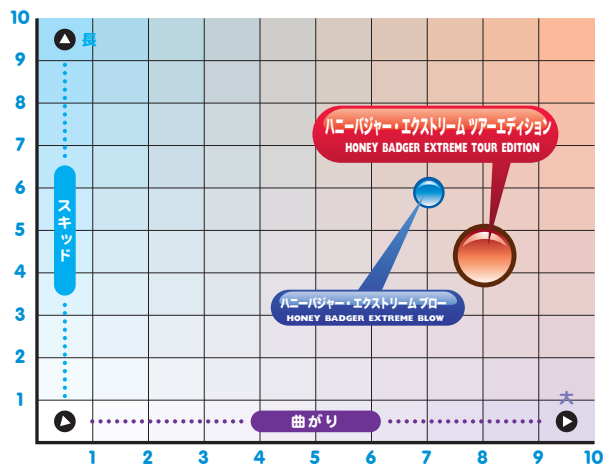 10
長
9
8
ハニーバジャー・エクストリーム ツアーエディション
HONEY BADGER EXTREME TOUR EDITION
7
6
スキッド
5
4
ハニーバジャー・エクストリーム ブロー
HONEY BADGER EXTREME BLOW
3
2
1
大
曲がり
1 2 3 4 5 6 7 8 9 10